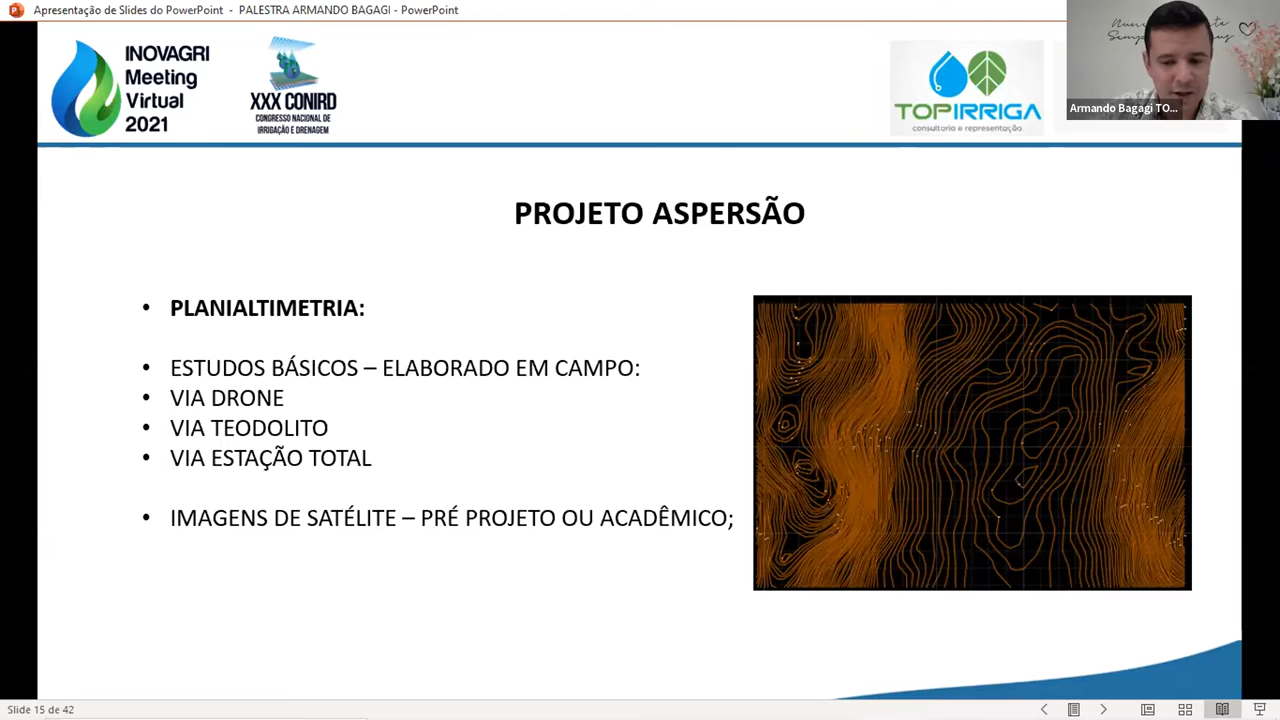 Apresentação de Slides do PowerPoint - PALESTRA ARMANDO BAGAGI - PowerPoint
INOVAGRI
Meeting
Virtual
2021
XXX CONIRD
CONGRESSO NACIONAL DE
IRRIGAÇÃO E DRENAGEM
TOPIRRIGA
consultoria e representação
Armando Bagagi TO...
PROJETO ASPERSÃO
• PLANIALTIMETRIA:
• ESTUDOS BÁSICOS – ELABORADO EM CAMPO:
• VIA DRONE
• VIA TEODOLITO
• VIA ESTAÇÃO TOTAL
• IMAGENS DE SATÉLITE – PRÉ PROJETO OU ACADÊMICO;
Slide 15 de 42